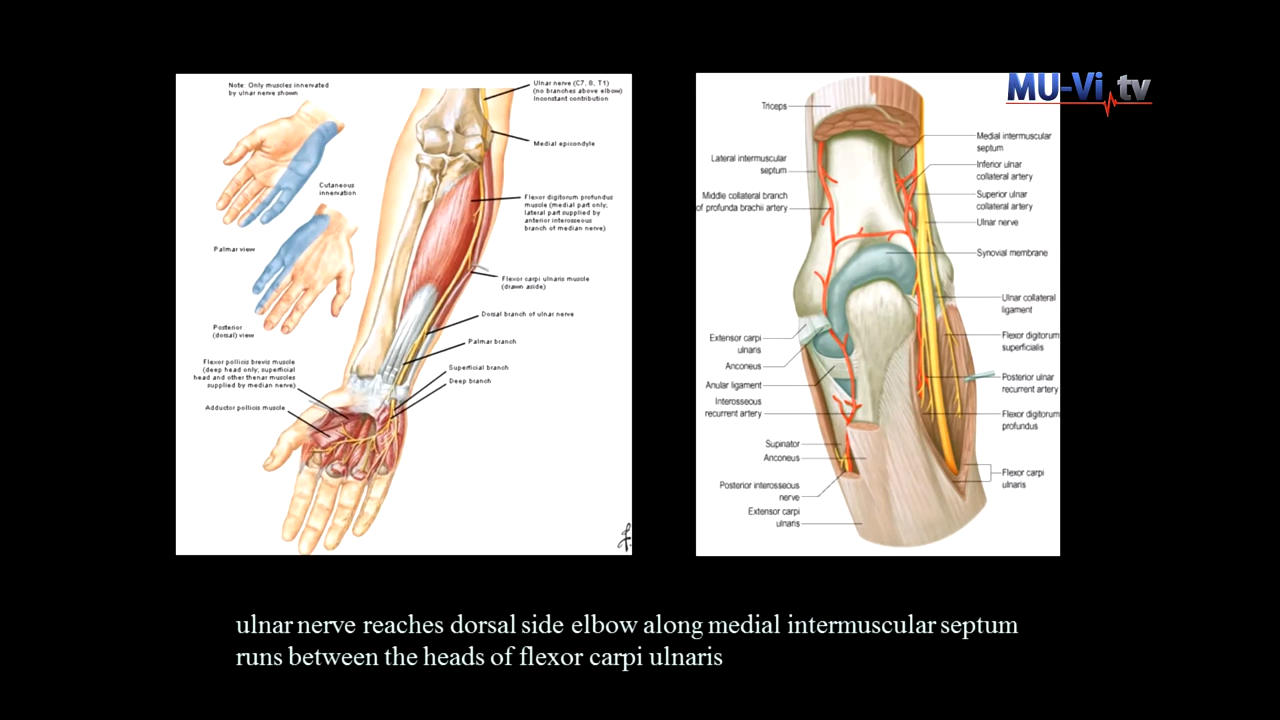 MU-Vi.tv
Note: Only muscles innervated
by ulnar nerve shown
Cutaneous
innervation
Palmar view
Posterior
(dorsal) view
Flexor pollicis brevis muscle
(deep head only; superficial
head and other thenar muscles
supplied by median nerve)
Adductor pollicis muscle
Ulnar nerve (C7, 8, T1)
(no branches above elbow)
Inconstant contribution
Medial epicondyle
Flexor digitorum profundus
muscle (medial part only;
lateral part supplied by
anterior interosseous
branch of median nerve)
Flexor carpi ulnaris muscle
(drawn aside)
Dorsal branch of ulnar nerve
Palmar branch
Superficial branch
Deep branch
Triceps
Lateral intermuscular
septum
Middle collateral branch
of profunda brachii artery
Extensor carpi
ulnaris
Anconeus
Anular ligament
Interosseous
recurrent artery
Supinator
Anconeus
Posterior interosseous
nerve
Extensor carpi
ulnaris
Medial intermuscular
septum
Inferior ulnar
collateral artery
Superior ulnar
collateral artery
Ulnar nerve
Synovial membrane
Ulnar collateral
ligament
Flexor digitorum
superficialis
Posterior ulnar
recurrent artery
Flexor digitorum
profundus
Flexor carpi
ulnaris
ulnar nerve reaches dorsal side elbow along medial intermuscular septum
runs between the heads of flexor carpi ulnaris